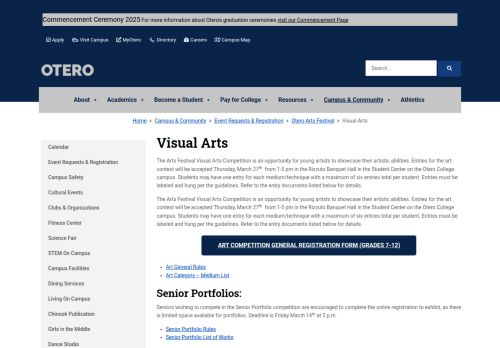 Commencement Ceremony 2025 For more information about Otero's graduation ceremonies visit our Commencement Page
Apply Visit Campus MyOtero Directory Careers Campus Map
OTERO
Search...
About Academics Become a Student Pay for College Resources Campus & Community Athletics
Home > Campus & Community > Event Requests & Registration > Otero Arts Festival > Visual Arts
Calendar
Event Requests & Registration
Campus Safety
Cultural Events
Clubs & Organizations
Fitness Center
Science Fair
STEM On Campus
Campus Facilities
Dining Services
Living On Campus
Chinook Publication
Girls in the Middle
Dance Studio
Visual Arts
The Arts Festival Visual Arts Competition is an opportunity for young artists to showcase their artistic abilities. Entries for the art
contest will be accepted Thursday, March 27th from 1-5 pm in the Rizzuto Banquet Hall in the Student Center on the Otero College
campus. Students may have one entry for each medium/technique with a maximum of six entries total per student. Entries must be
labeled and hung per the guidelines. Refer to the entry documents listed below for details.
The Arts Festival Visual Arts Competition is an opportunity for young artists to showcase their artistic abilities. Entries for the art
contest will be accepted Thursday, March 27th from 1-5 pm in the Rizzuto Banquet Hall in the Student Center on the Otero College
campus. Students may have one entry for each medium/technique with a maximum of six entries total per student. Entries must be
labeled and hung per the guidelines. Refer to the entry documents listed below for details.
ART COMPETITION GENERAL REGISTRATION FORM (GRADES 7-12)
Art General Rules
Art Category – Medium List
Senior Portfolios:
Seniors wishing to compete in the Senior Portfolio competition are encouraged to complete the online registration to exhibit, as there
is limited space available for portfolios. Deadline is Friday March 14th at 5 p.m.
Senior Portfolio Rules
Senior Portfolio List of Works